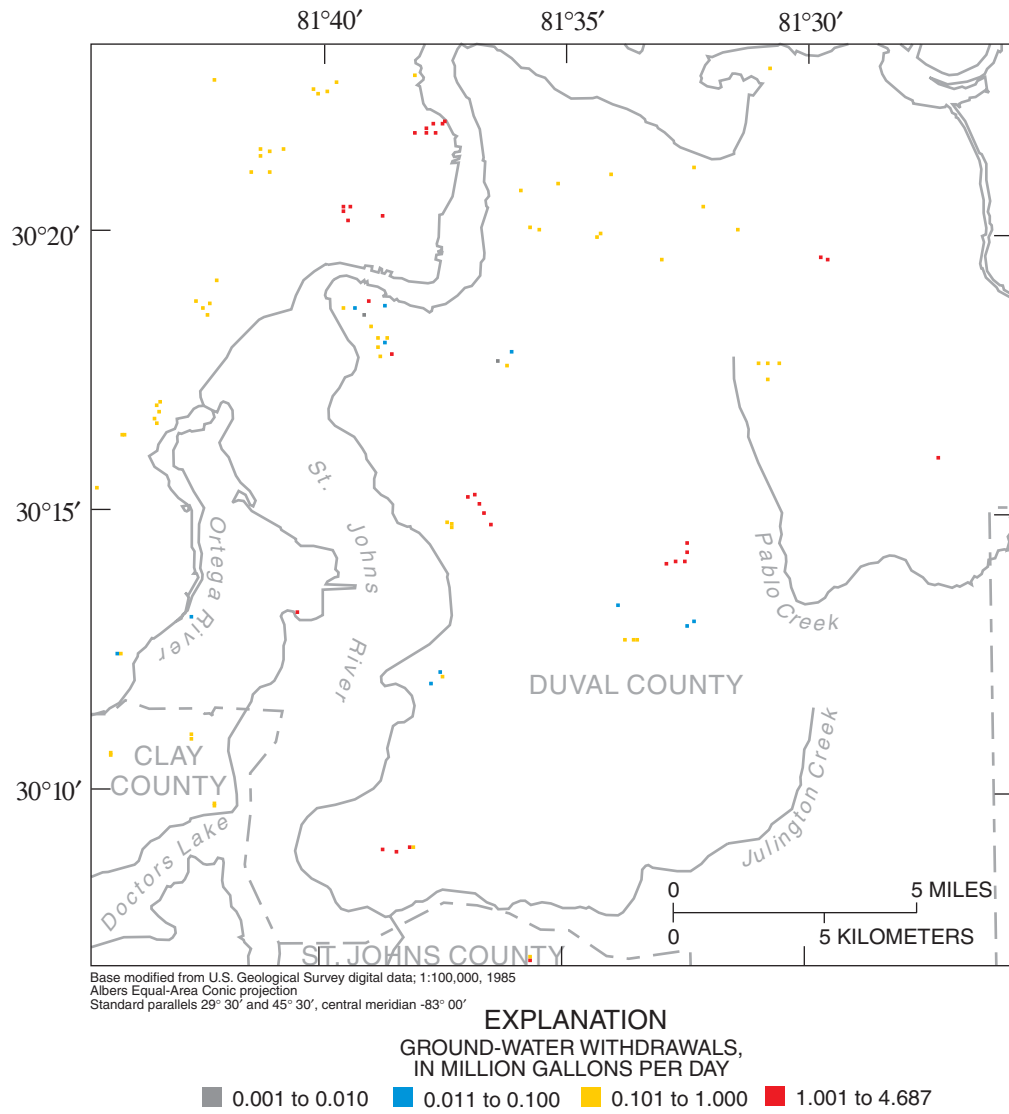 81°40′ 81°35′ 81°30′
30°20′
30°15′
30°10′
St.
Johns
River
Ortega
River
Pablo Creek
DUVAL COUNTY
CLAY
COUNTY
Julington Creek
Doctors Lake
0 5 MILES
0 5 KILOMETERS
ST. JOHNS COUNTY
Base modified from U.S. Geological Survey digital data; 1:100,000, 1985
Albers Equal-Area Conic projection
Standard parallels 29° 30′ and 45° 30′, central meridian -83° 00′
EXPLANATION
GROUND-WATER WITHDRAWALS,
IN MILLION GALLONS PER DAY
0.001 to 0.010 0.011 to 0.100 0.101 to 1.000 1.001 to 4.687